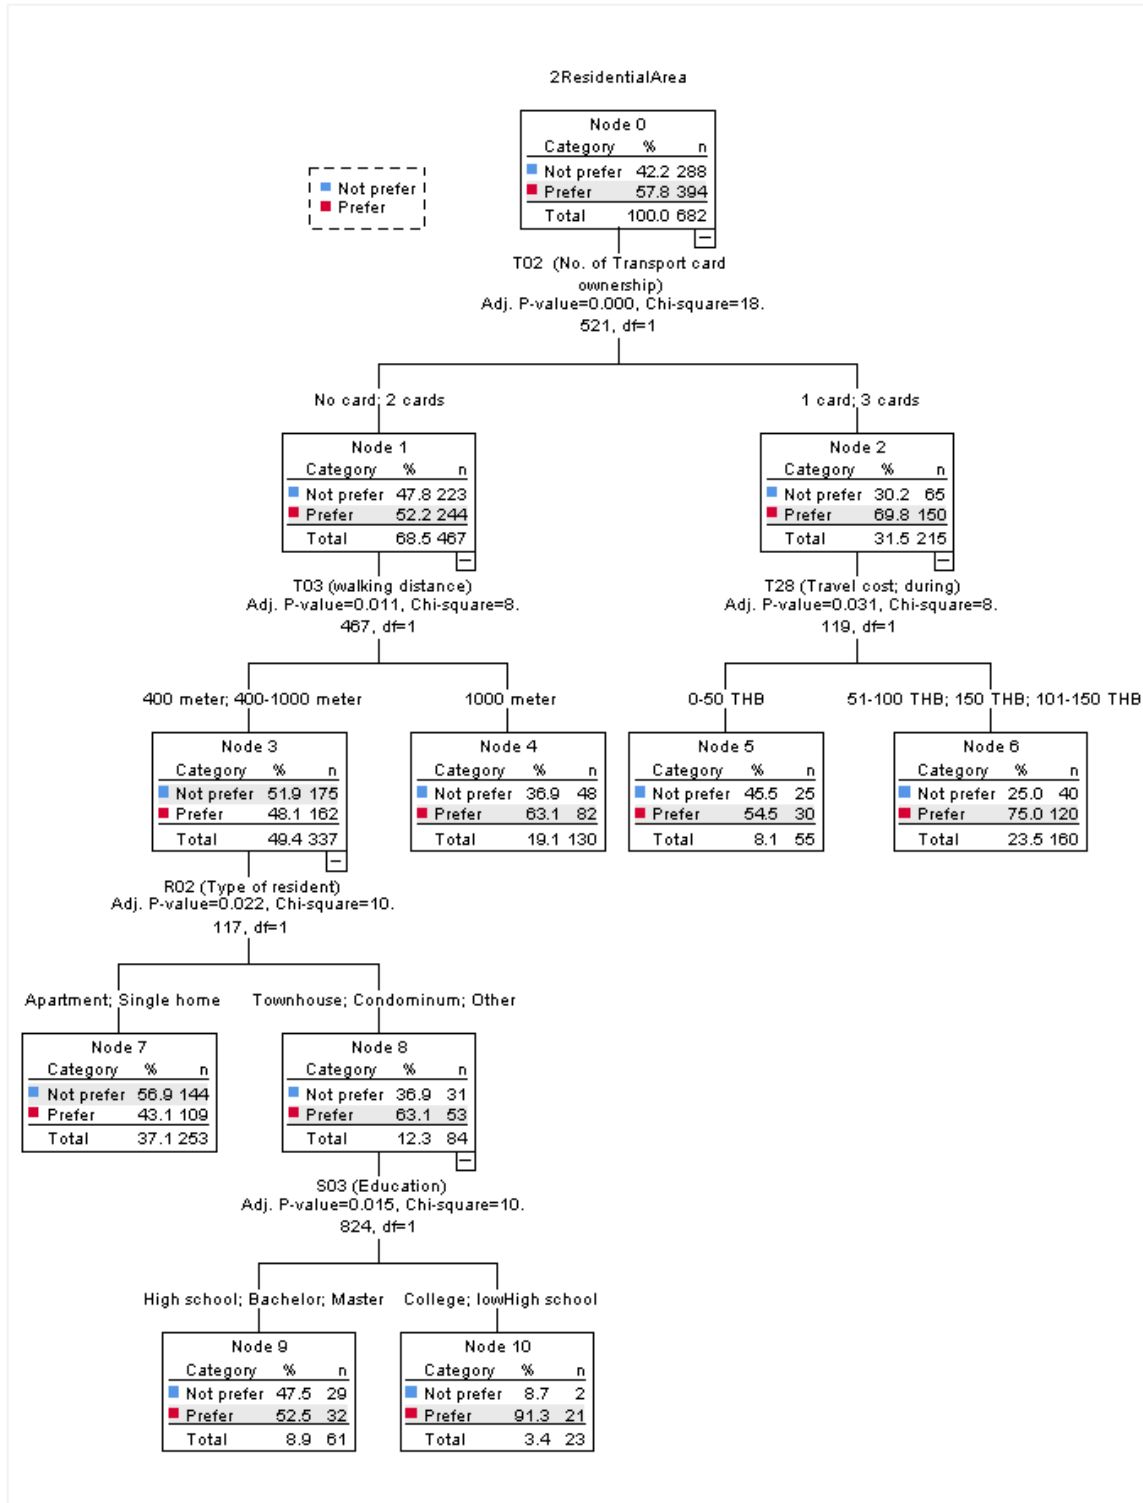 2ResidentialArea
Node 0
Category % n
Not prefer 42.2 288
Prefer 57.8 394
Total 100.0 682
Not prefer
Prefer
T02 (No. of Transport card
ownership)
Adj. P-value=0.000, Chi-square=18.
521, df=1
No card; 2 cards
1 card; 3 cards
Node 1
Category % n
Not prefer 47.8 223
Prefer 52.2 244
Total 68.5 467
Node 2
Category % n
Not prefer 30.2 65
Prefer 69.8 150
Total 31.5 215
T03 (walking distance)
Adj. P-value=0.011, Chi-square=8.
467, df=1
T28 (Travel cost; during)
Adj. P-value=0.031, Chi-square=8.
119, df=1
400 meter; 400-1000 meter
1000 meter
0-50 THB
51-100 THB; 150 THB; 101-150 THB
Node 3
Category % n
Not prefer 51.9 175
Prefer 48.1 162
Total 49.4 337
Node 4
Category % n
Not prefer 36.9 48
Prefer 63.1 82
Total 19.1 130
Node 5
Category % n
Not prefer 45.5 25
Prefer 54.5 30
Total 8.1 55
Node 6
Category % n
Not prefer 25.0 40
Prefer 75.0 120
Total 23.5 160
R02 (Type of resident)
Adj. P-value=0.022, Chi-square=10.
117, df=1
Apartment; Single home
Townhouse; Condominum; Other
Node 7
Category % n
Not prefer 56.9 144
Prefer 43.1 109
Total 37.1 253
Node 8
Category % n
Not prefer 36.9 31
Prefer 63.1 53
Total 12.3 84
S03 (Education)
Adj. P-value=0.015, Chi-square=10.
824, df=1
High school; Bachelor; Master
College; lowHigh school
Node 9
Category % n
Not prefer 47.5 29
Prefer 52.5 32
Total 8.9 61
Node 10
Category % n
Not prefer 8.7 2
Prefer 91.3 21
Total 3.4 23